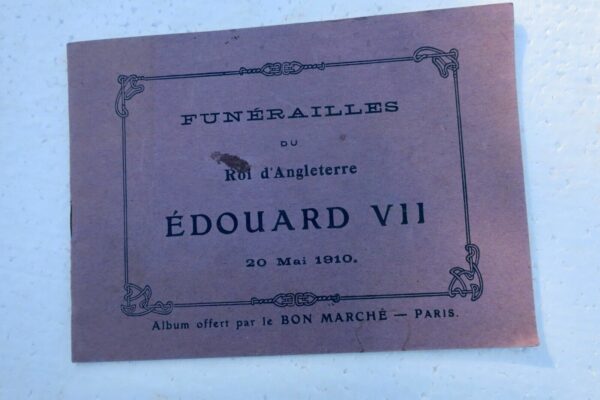 FUNÉRAILLES
DU
Roi d'Angleterre
ÉDOUARD VII
20 Mai 1910.
Album offert par le BON MARCHÉ — PARIS.